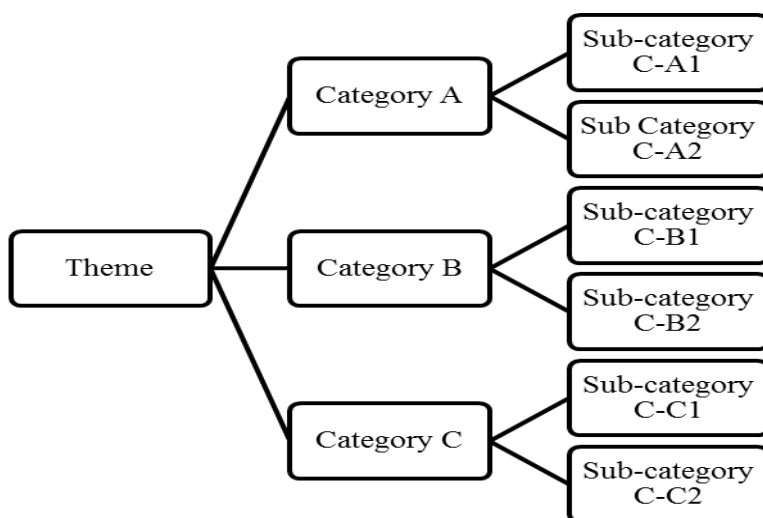 Theme
Category A
Sub-category
C-A1
Sub Category
C-A2
Category B
Sub-category
C-B1
Sub-category
C-B2
Category C
Sub-category
C-C1
Sub-category
C-C2